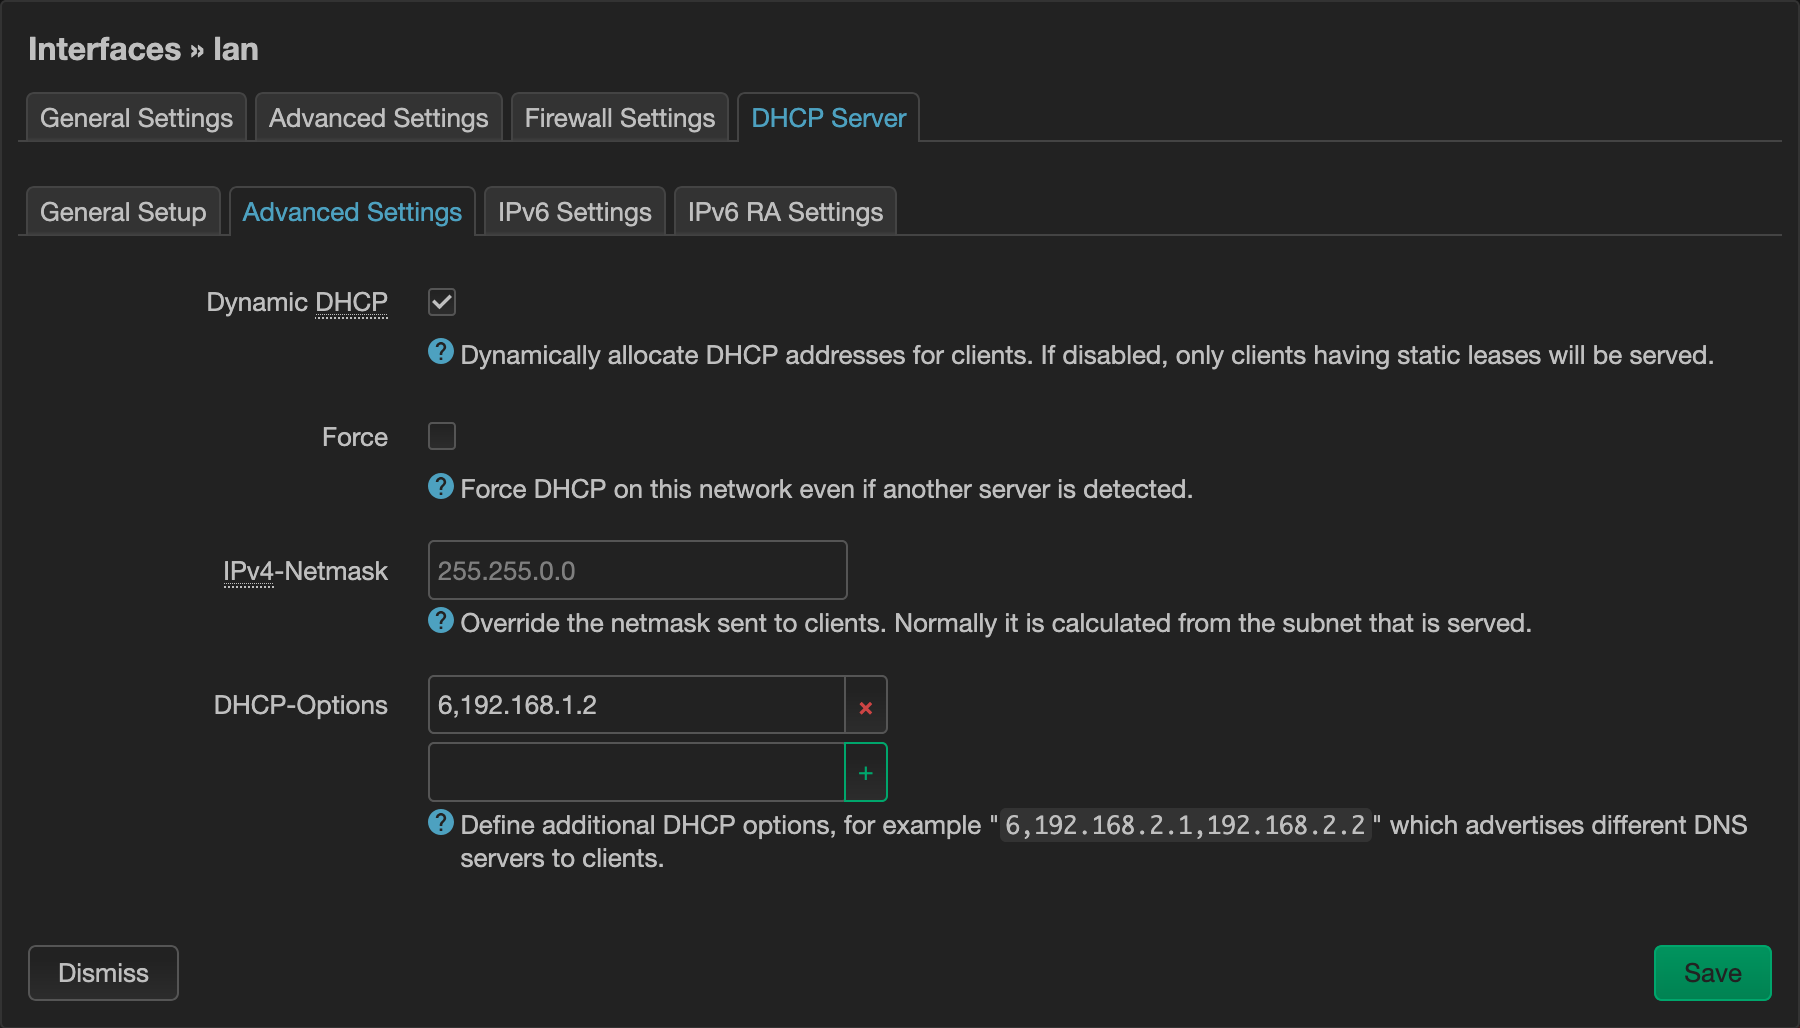 Interfaces » lan
General Settings Advanced Settings Firewall Settings DHCP Server
General Setup Advanced Settings IPv6 Settings IPv6 RA Settings
Dynamic DHCP
Dynamically allocate DHCP addresses for clients. If disabled, only clients having static leases will be served.
Force
Force DHCP on this network even if another server is detected.
IPv4-Netmask 255.255.0.0
Override the netmask sent to clients. Normally it is calculated from the subnet that is served.
DHCP-Options 6,192.168.1.2 ×
+
Define additional DHCP options, for example "6,192.168.2.1,192.168.2.2" which advertises different DNS
servers to clients.
Dismiss Save